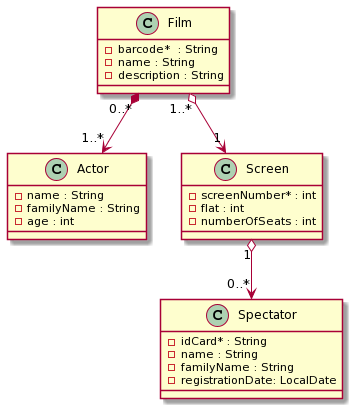 C Film
barcode* : String
name : String
description : String
0..* 1..*
1..* 1
C Actor
name : String
familyName : String
age : int
C Screen
screenNumber* : int
flat : int
numberOfSeats : int
1
0..*
C Spectator
idCard* : String
name : String
familyName : String
registrationDate: LocalDate